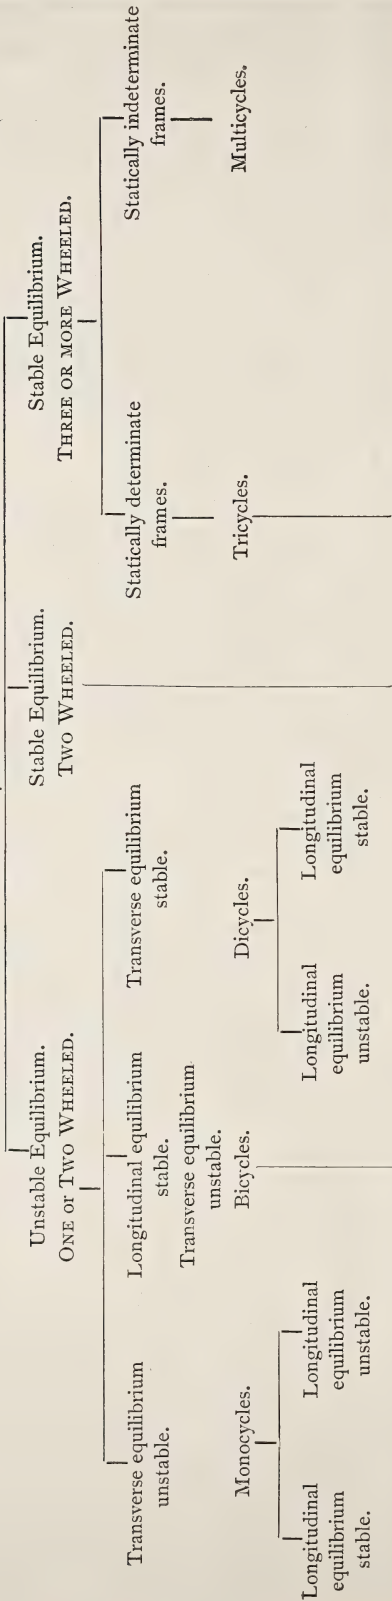 Unstable Equilibrium.
ONE or TWO WHEELED.
Stable Equilibrium.
TWO WHEELED.
Stable Equilibrium.
THREE OR MORE WHEELED.
Transverse equilibrium
unstable.
Longitudinal equilibrium
stable.
Transverse equilibrium
unstable.
Bicycles.
Transverse equilibrium
stable.
Statically determinate
frames.
Tricycles.
Statically indeterminate
frames.
Multicycles.
Monocycles.
Dicycles.
Longitudinal
equilibrium
stable.
Longitudinal
equilibrium
unstable.
Longitudinal
equilibrium
unstable.
Longitudinal
equilibrium
stable.